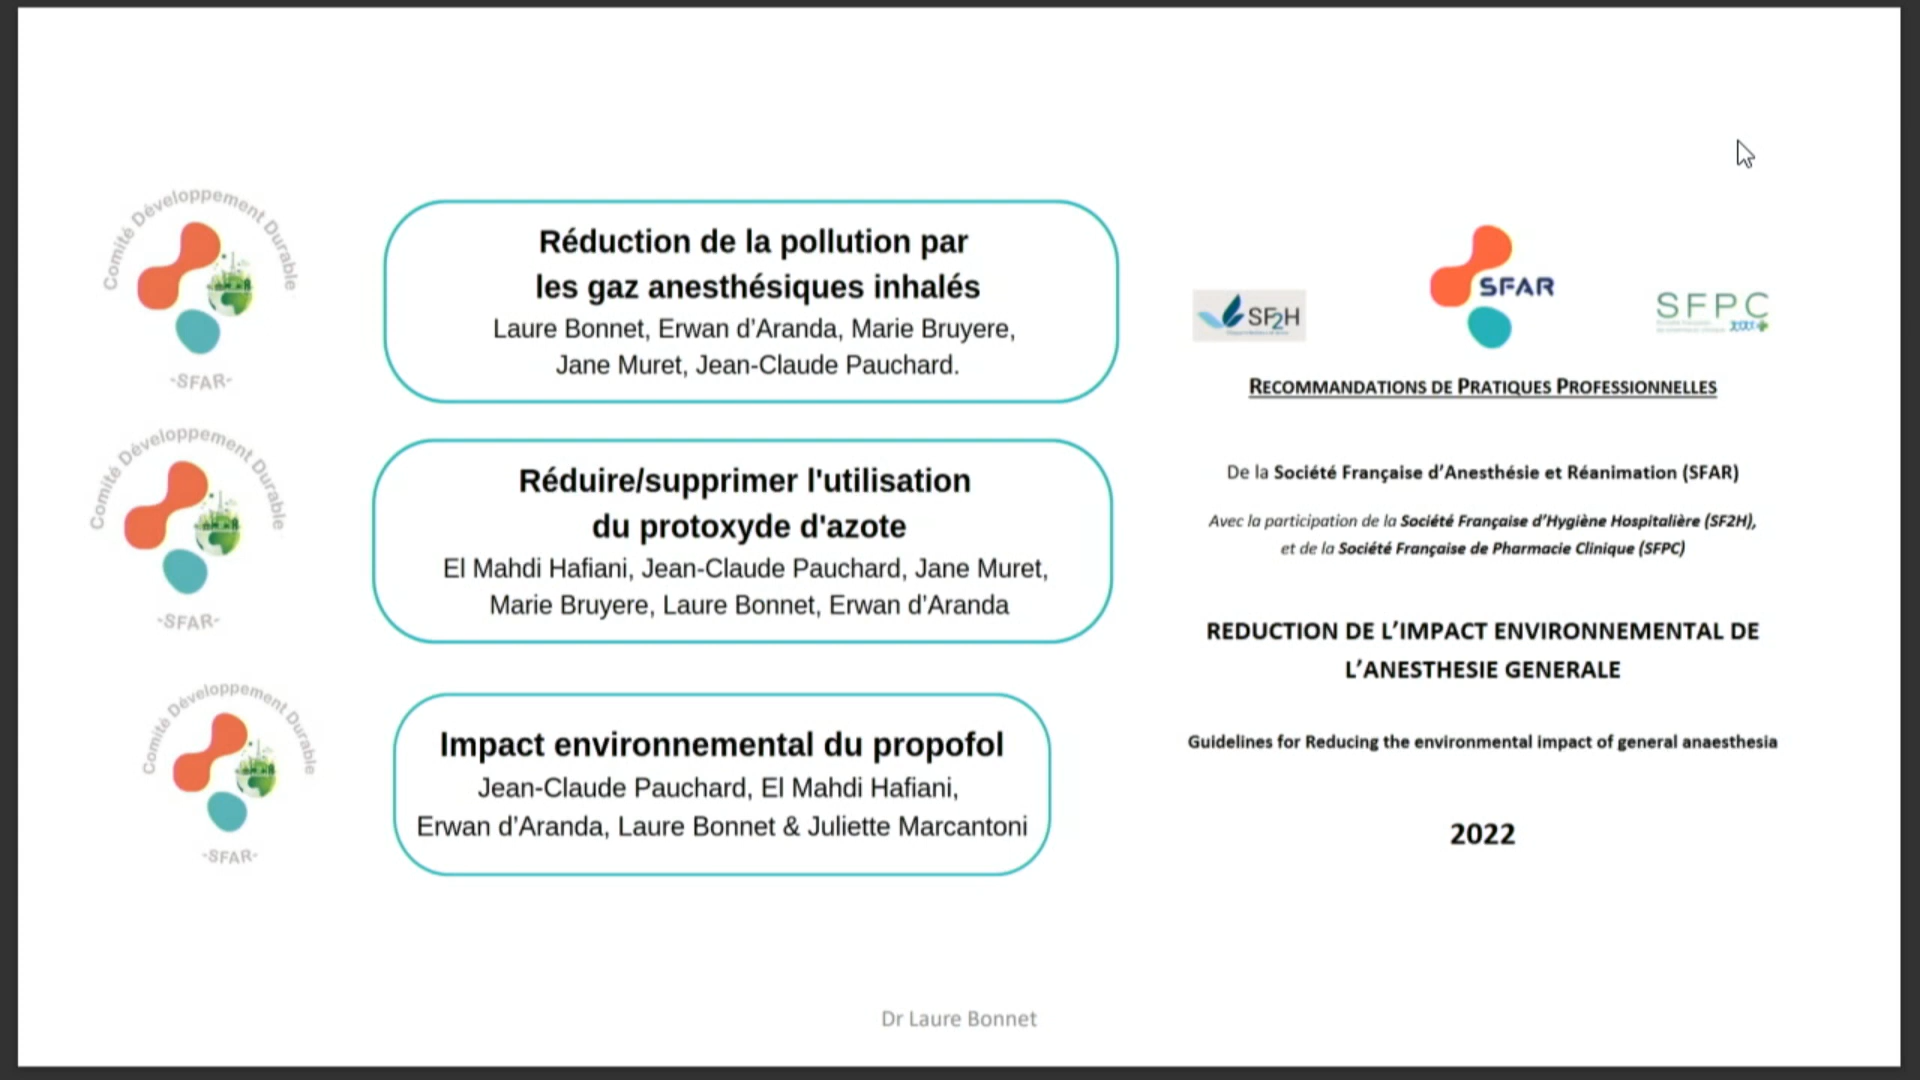 Comité Développement Durable
-SFAR-
Réduction de la pollution par
les gaz anesthésiques inhalés
Laure Bonnet, Erwan d’Aranda, Marie Bruyere,
Jane Muret, Jean-Claude Pauchard.
Comité Développement Durable
-SFAR-
Réduire/supprimer l'utilisation
du protoxyde d'azote
El Mahdi Hafiani, Jean-Claude Pauchard, Jane Muret,
Marie Bruyere, Laure Bonnet, Erwan d’Aranda
Comité Développement Durable
-SFAR-
Impact environnemental du propofol
Jean-Claude Pauchard, El Mahdi Hafiani,
Erwan d’Aranda, Laure Bonnet & Juliette Marcantoni
SF2H
SFAR
SFPC
RECOMMANDATIONS DE PRATIQUES PROFESSIONNELLES
De la Société Française d’Anesthésie et Réanimation (SFAR)
Avec la participation de la Société Française d’Hygiène Hospitalière (SF2H),
et de la Société Française de Pharmacie Clinique (SFPC)
REDUCTION DE L’IMPACT ENVIRONNEMENTAL DE
L’ANESTHESIE GENERALE
Guidelines for Reducing the environmental impact of general anaesthesia
2022
Dr Laure Bonnet